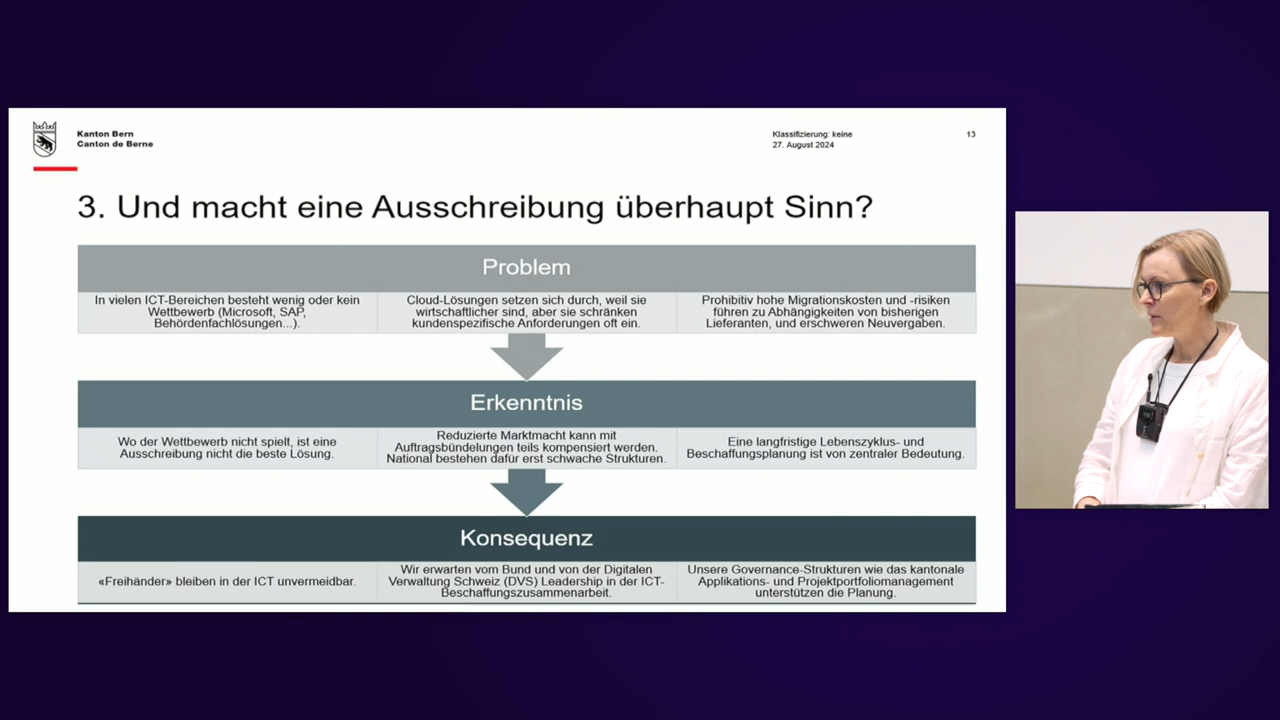 Kanton Bern
Canton de Berne
Klassifizierung: keine
27. August 2024
13
3. Und macht eine Ausschreibung überhaupt Sinn?
Problem
In vielen ICT-Bereichen besteht wenig oder kein
Wettbewerb (Microsoft, SAP,
Behördenfachlösungen...).
Cloud-Lösungen setzen sich durch, weil sie
wirtschaftlicher sind, aber sie schränken
kundenspezifische Anforderungen oft ein.
Prohibitiv hohe Migrationskosten und -risiken
führen zu Abhängigkeiten von bisherigen
Lieferanten, und erschweren Neuvergaben.
Erkenntnis
Wo der Wettbewerb nicht spielt, ist eine
Ausschreibung nicht die beste Lösung.
Reduzierte Marktmacht kann mit
Auftragsbündelungen teils kompensiert werden.
National bestehen dafür erst schwache Strukturen.
Eine langfristige Lebenszyklus- und
Beschaffungsplanung ist von zentraler Bedeutung.
Konsequenz
«Freihänder» bleiben in der ICT unvermeidbar.
Wir erwarten vom Bund und von der Digitalen
Verwaltung Schweiz (DVS) Leadership in der ICT-
Beschaffungszusammenarbeit.
Unsere Governance-Strukturen wie das kantonale
Applikations- und Projektportfoliomanagement
unterstützen die Planung.